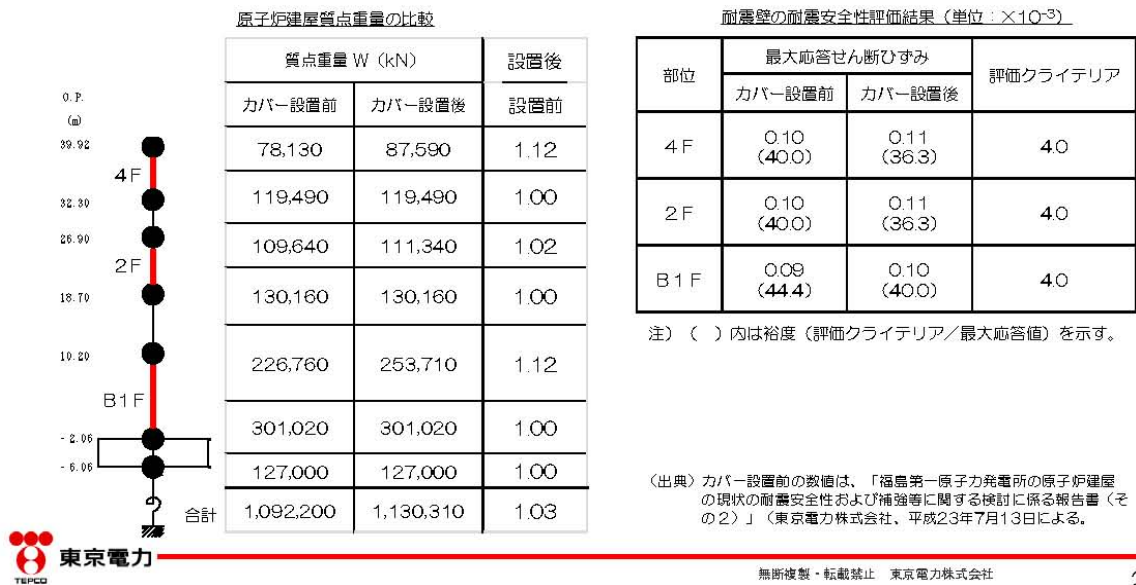 原子炉建屋質点重量の比較
質点重量 W (kN) 設置後
カバー設置前 カバー設置後 設置前
O.P.
(m)
39.92 78,130 87,590 1.12
4F
32.30 119,490 119,490 1.00
26.90 109,640 111,340 1.02
2F
18.70 130,160 130,160 1.00
10.20 226,760 253,710 1.12
B1F
-2.06 301,020 301,020 1.00
-6.06 127,000 127,000 1.00
合計 1,092,200 1,130,310 1.03
耐震壁の耐震安全性評価結果(単位:×10-3)
部位 最大応答せん断ひずみ 評価クライテリア
カバー設置前 カバー設置後
4F 0.10 0.11 4.0
(40.0) (36.3)
2F 0.10 0.11 4.0
(40.0) (36.3)
B1F 0.09 0.10 4.0
(44.4) (40.0)
注)( )内は裕度(評価クライテリア/最大応答値)を示す。
(出典)カバー設置前の数値は、「福島第一原子力発電所の原子炉建屋
の現状の耐震安全性および補強等に関する検討に係る報告書(そ
の2)」(東京電力株式会社、平成23年7月13日による。
東京電力
TEPCO
無断複製・転載禁止 東京電力株式会社